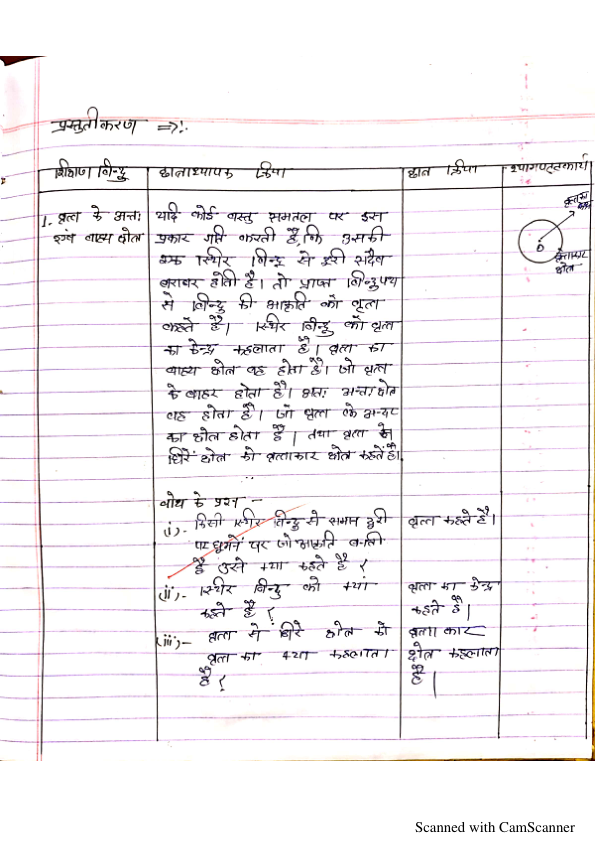 प्रस्तुतीकरण ⇒:-
शिक्षण बिन्दु छात्राध्यापक क्रिया छात्र क्रिया श्यामपट्टकार्य
1. वृत्त के अन्तः
एवं बाह्य क्षेत्र
यदि कोई वस्तु समतल पर इस
प्रकार गति करती है, कि उसकी
एक स्थिर बिन्दु से दूरी सदैव
बराबर होती है। तो प्राप्त बिन्दुपथ
से बिन्दु की आकृति को वृत्त
कहते है। स्थिर बिन्दु को वृत्त
का केन्द्र कहलाता है। वृत्त का
बाह्य क्षेत्र वह होता है। जो वृत्त
के बाहर होता है। अतः अन्तः क्षेत्र
वह होता है। जो वृत्त के अन्दर
का क्षेत्र होता है। तथा वृत्त से
घिरे क्षेत्र को वृत्ताकार क्षेत्र कहते है।
वृत्ताकार
क्षेत्र
बोध के प्रश्न -
(i),- किसी स्थिर बिन्दु से समान दूरी
पर घूमने पर जो आकृति बनती
है उसे क्या कहते है ?
वृत्त कहते है।
(ii),- स्थिर बिन्दु को क्या
कहते है ?
वृत्त का केन्द्र
कहते है।
(iii),- वृत्त से घिरे क्षेत्र को
वृत्त का क्या कहलाता
है ?
वृत्ताकार
क्षेत्र कहलाता
है।
Scanned with CamScanner